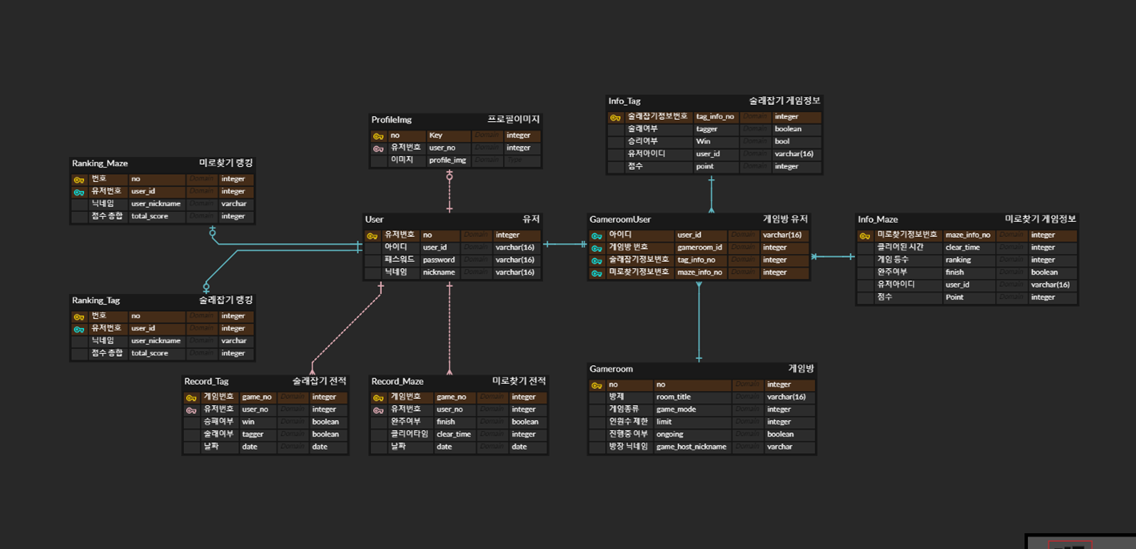 Info_Tag 술래잡기 게임정보
술래잡기정보번호 tag_info_no Domain integer
술래여부 tagger Domain boolean
승리여부 Win Domain bool
유저아이디 user_id Domain varchar(16)
점수 point Domain integer
ProfileImg 프로필이미지
no Key Domain integer
유저번호 user_no Domain integer
이미지 profile_img Domain Text
Ranking_Maze 미로찾기 랭킹
번호 no Domain integer
유저번호 user_id Domain integer
닉네임 user_nickname Domain varchar
점수 총합 total_score Domain integer
User 유저
유저번호 no Domain integer
아이디 user_id Domain varchar(16)
패스워드 password Domain varchar(16)
닉네임 nickname Domain varchar(16)
GameroomUser 게임방 유저
아이디 user_id Domain varchar(16)
게임방 번호 gameroom_id Domain integer
술래잡기정보번호 tag_info_no Domain integer
미로찾기정보번호 maze_info_no Domain integer
Info_Maze 미로찾기 게임정보
미로찾기정보번호 maze_info_no Domain integer
클리어된 시간 clear_time Domain integer
게임 등수 ranking Domain integer
완주여부 finish Domain boolean
유저아이디 user_id Domain varchar(16)
점수 Point Domain integer
Ranking_Tag 술래잡기 랭킹
번호 no Domain integer
유저번호 user_id Domain integer
닉네임 user_nickname Domain varchar
점수 총합 total_score Domain integer
Record_Tag 술래잡기 전적
게임번호 game_no Domain integer
유저번호 user_no Domain integer
승패여부 win Domain boolean
술래여부 tagger Domain boolean
날짜 date Domain date
Record_Maze 미로찾기 전적
게임번호 game_no Domain integer
유저번호 user_no Domain integer
완주여부 finish Domain boolean
클리어타임 clear_time Domain integer
날짜 date Domain date
Gameroom 게임방
no no Domain integer
방제 room_title Domain varchar(16)
게임종류 game_mode Domain integer
인원수 제한 limit Domain integer
진행중 여부 ongoing Domain boolean
방장 닉네임 game_host_nickname Domain varchar